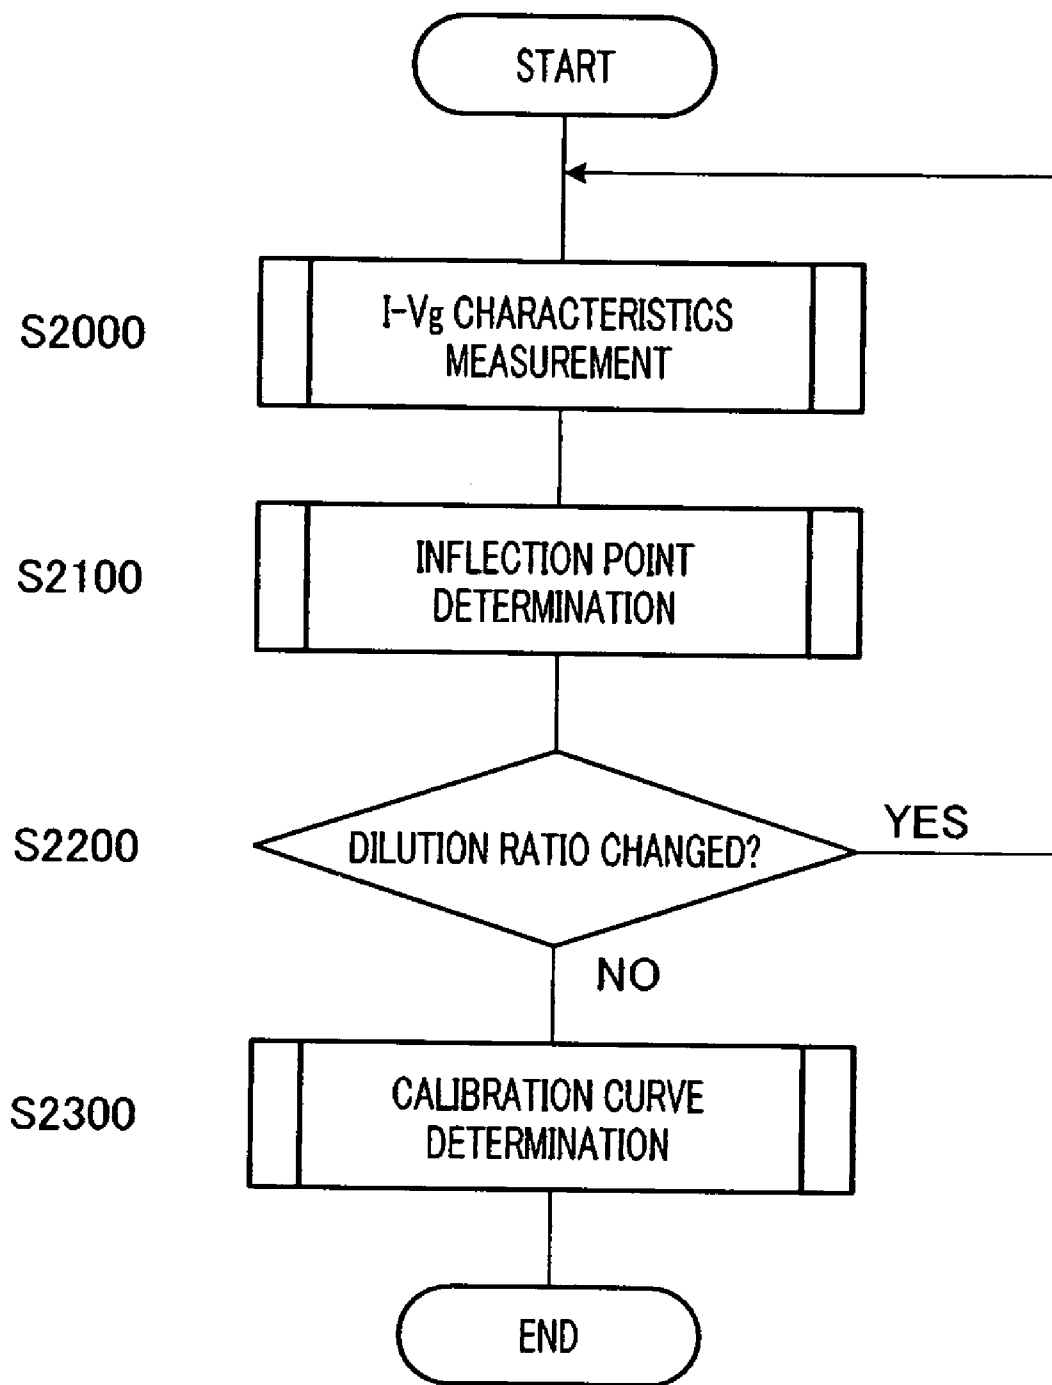 START
S2000
I-Vg CHARACTERISTICS
MEASUREMENT
S2100
INFLECTION POINT
DETERMINATION
S2200
DILUTION RATIO CHANGED?
YES
NO
S2300
CALIBRATION CURVE
DETERMINATION
END